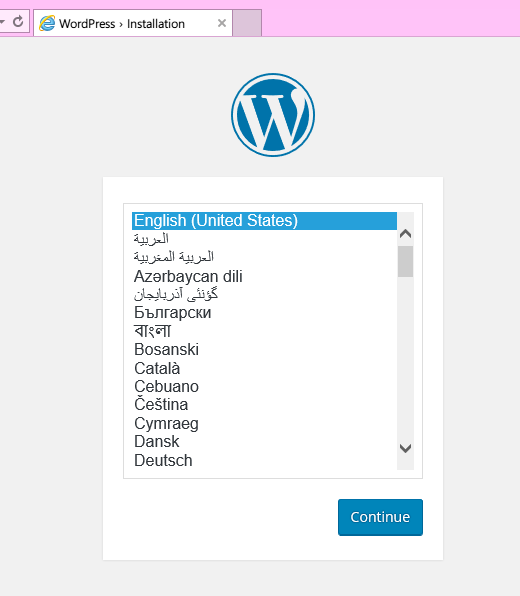 WordPress › Installation
English (United States)
العربية
العربية المغربية
Azərbaycan dili
گؤنئی آذربایجان
Български
বাংলা
Bosanski
Català
Cebuano
Čeština
Cymraeg
Dansk
Deutsch
Continue